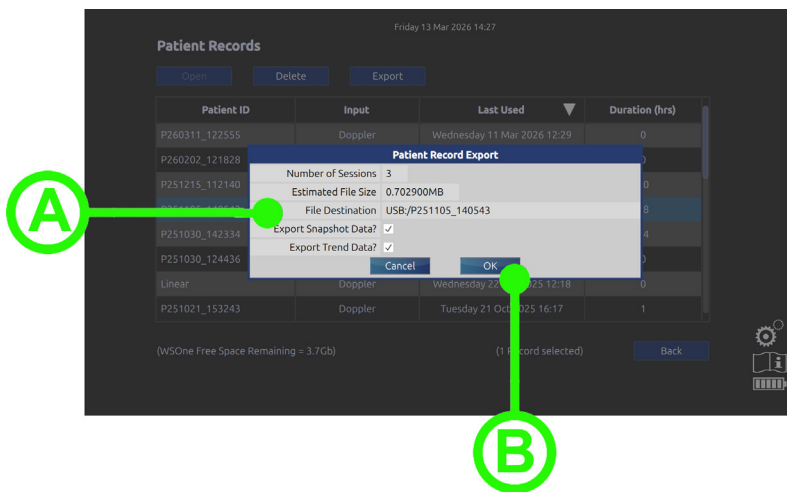 Friday 13 Mar 2026 14:27
Patient Records
Open Delete Export
Patient ID Input Last Used Duration (hrs)
P260311_122555 Doppler Wednesday 11 Mar 2026 12:29 0
P260202_121828
Patient Record Export
Number of Sessions 3
P251215_112140 0
Estimated File Size 0.702900MB
A
File Destination USB:/P251105_140543
8
Export Snapshot Data?
P251030_142334 4
Export Trend Data?
P251030_124436
Cancel OK
Linear Doppler Wednesday 22 2025 12:18 0
P251021_153243 Doppler Tuesday 21 Oct 2025 16:17 1
(WSOne Free Space Remaining = 3.7Gb) (1 Record selected) Back
i
B